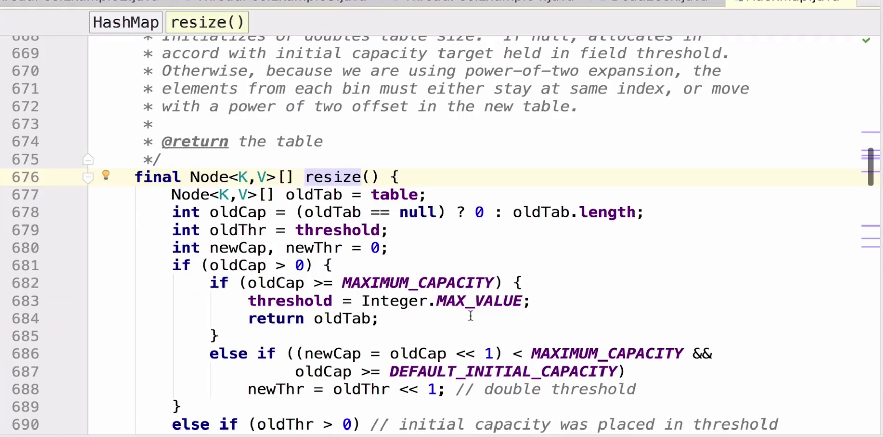 HashMap resize()
668 * Initializes or doubles table size. If null, allocates in
669 * accord with initial capacity target held in field threshold.
670 * Otherwise, because we are using power-of-two expansion, the
671 * elements from each bin must either stay at same index, or move
672 * with a power of two offset in the new table.
673 *
674 * @return the table
675 */
676 final Node<K,V>[] resize() {
677 Node<K,V>[] oldTab = table;
678 int oldCap = (oldTab == null) ? 0 : oldTab.length;
679 int oldThr = threshold;
680 int newCap, newThr = 0;
681 if (oldCap > 0) {
682 if (oldCap >= MAXIMUM_CAPACITY) {
683 threshold = Integer.MAX_VALUE;
684 return oldTab;
685 }
686 else if ((newCap = oldCap << 1) < MAXIMUM_CAPACITY &&
687 oldCap >= DEFAULT_INITIAL_CAPACITY)
688 newThr = oldThr << 1; // double threshold
689 }
690 else if (oldThr > 0) // initial capacity was placed in threshold